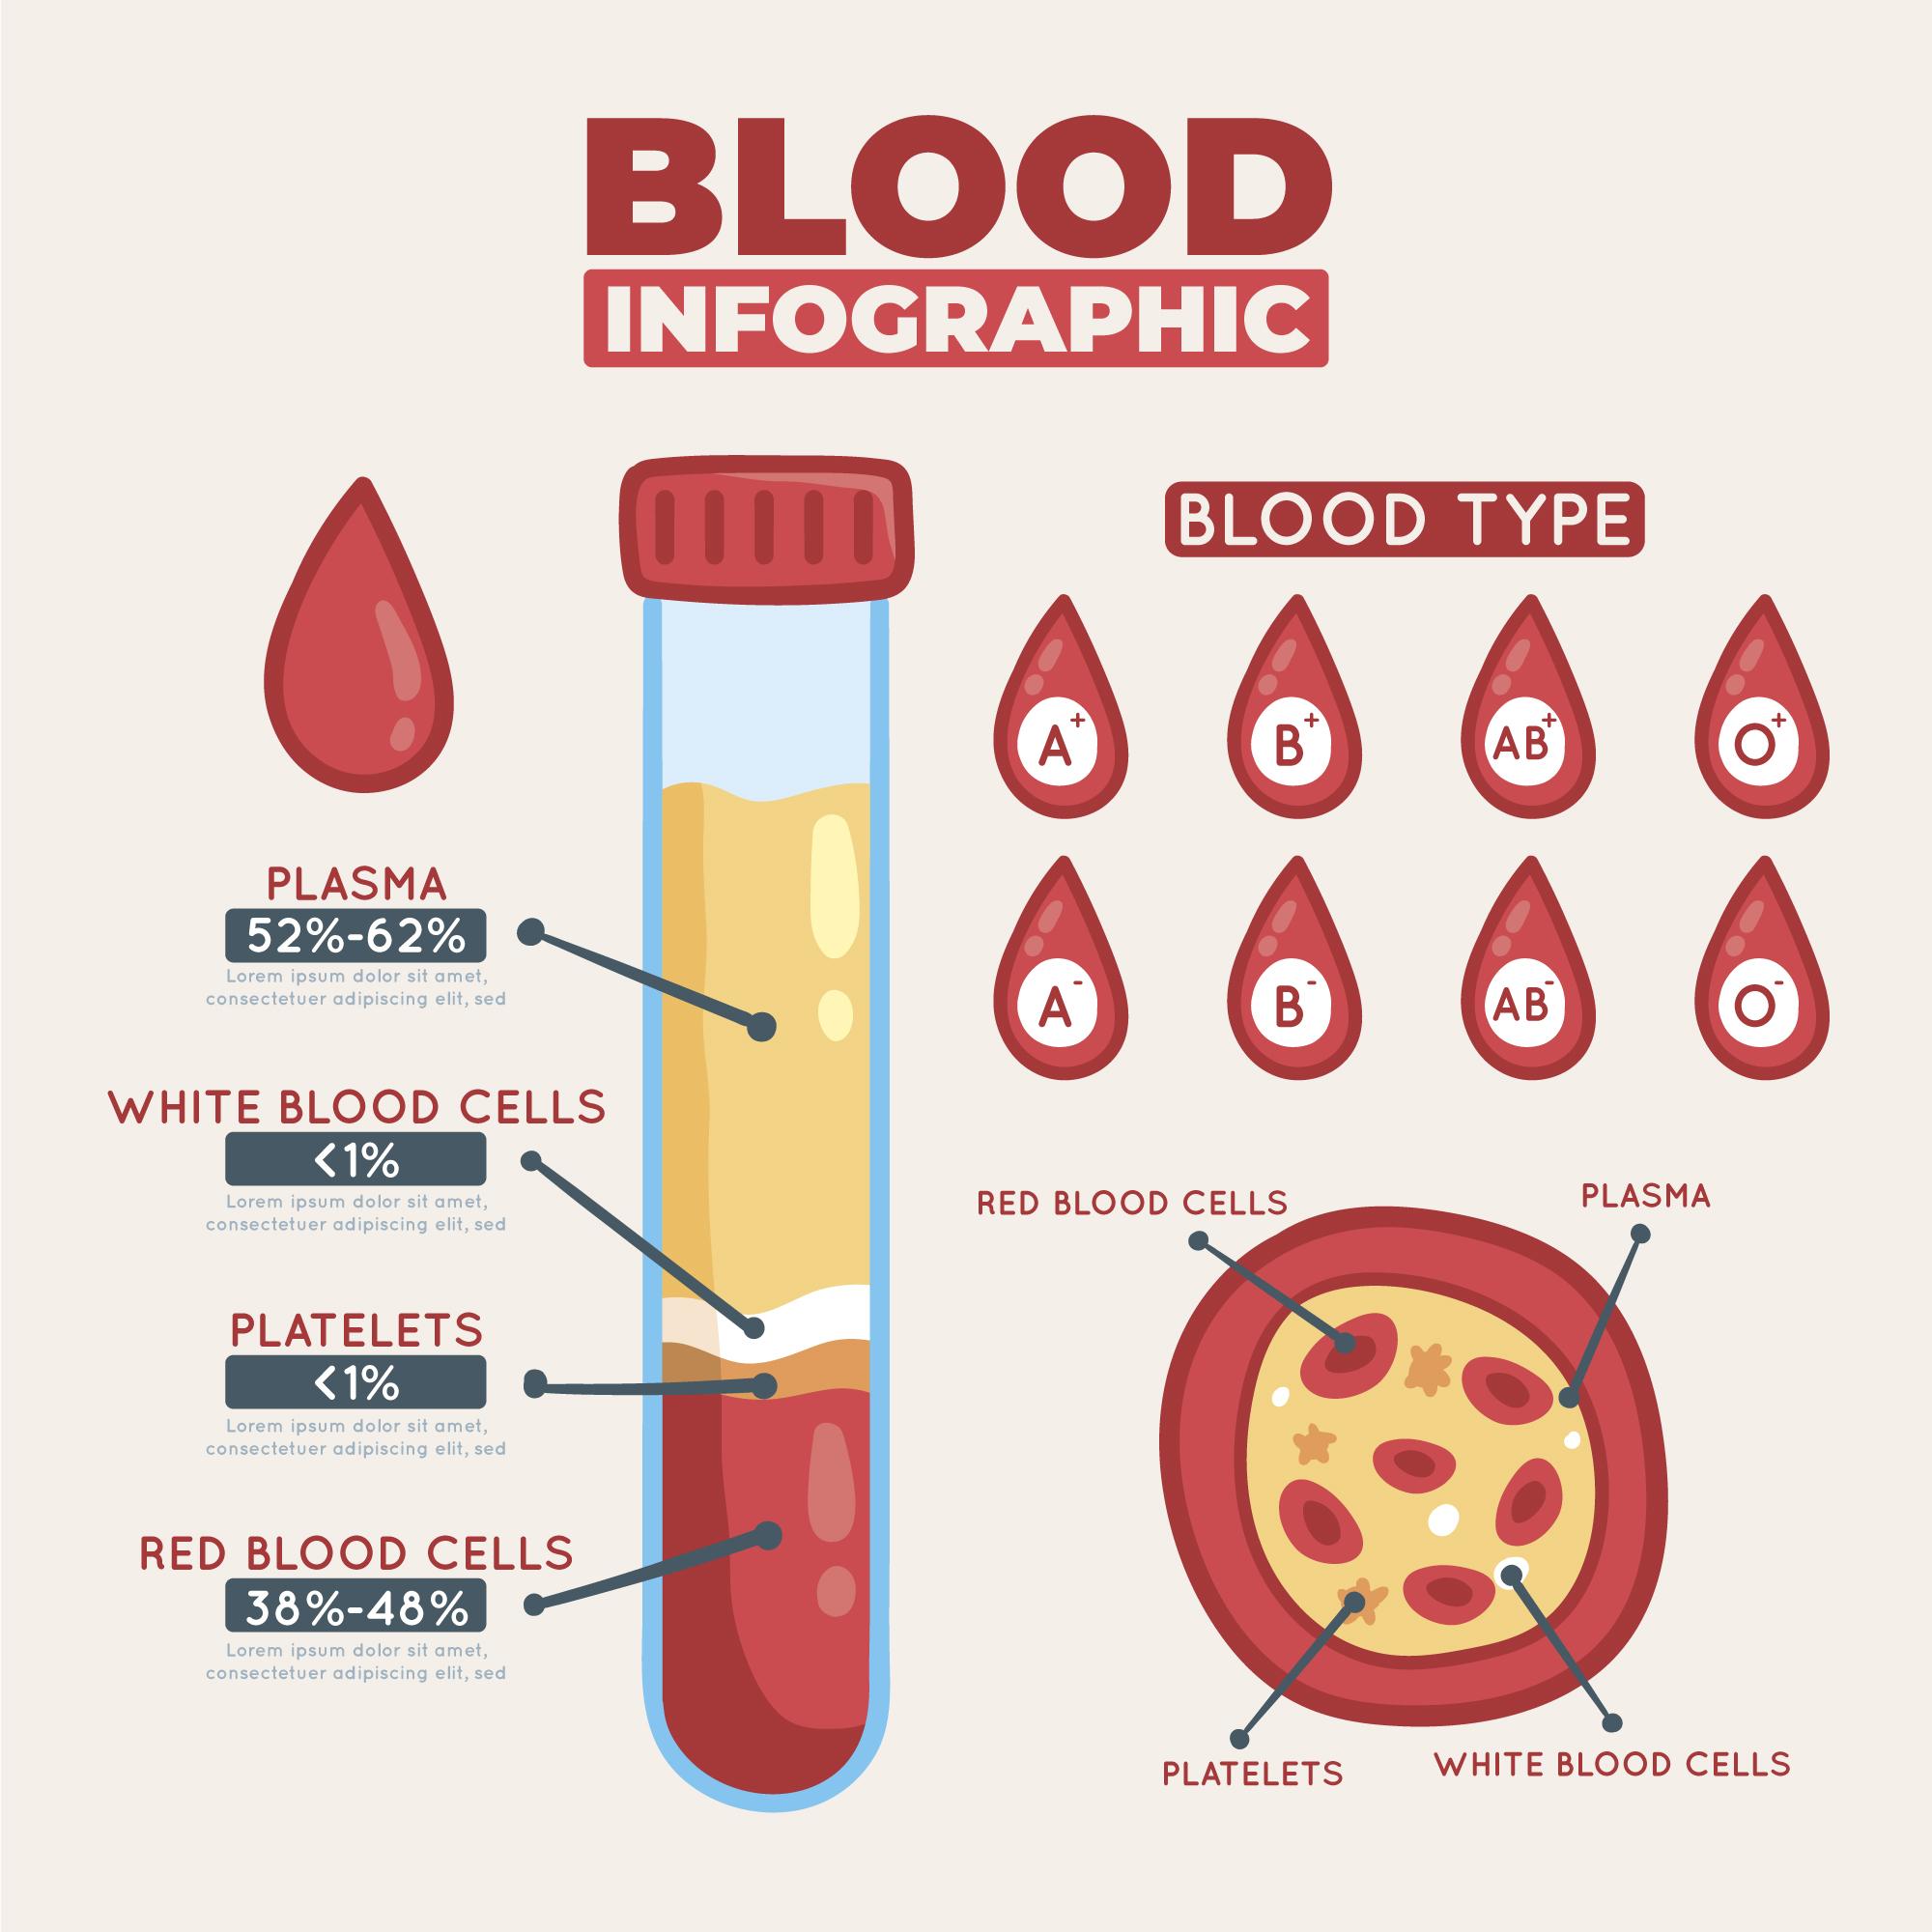 BLOOD
INFOGRAPHIC
PLASMA
52%-62%
Lorem ipsum dolor sit amet,
consectetuer adipiscing elit, sed
WHITE BLOOD CELLS
<1%
Lorem ipsum dolor sit amet,
consectetuer adipiscing elit, sed
PLATELETS
<1%
Lorem ipsum dolor sit amet,
consectetuer adipiscing elit, sed
RED BLOOD CELLS
38%-48%
Lorem ipsum dolor sit amet,
consectetuer adipiscing elit, sed
BLOOD TYPE
A+ B+ AB+ O+
A- B- AB- O-
RED BLOOD CELLS
PLASMA
PLATELETS
WHITE BLOOD CELLS